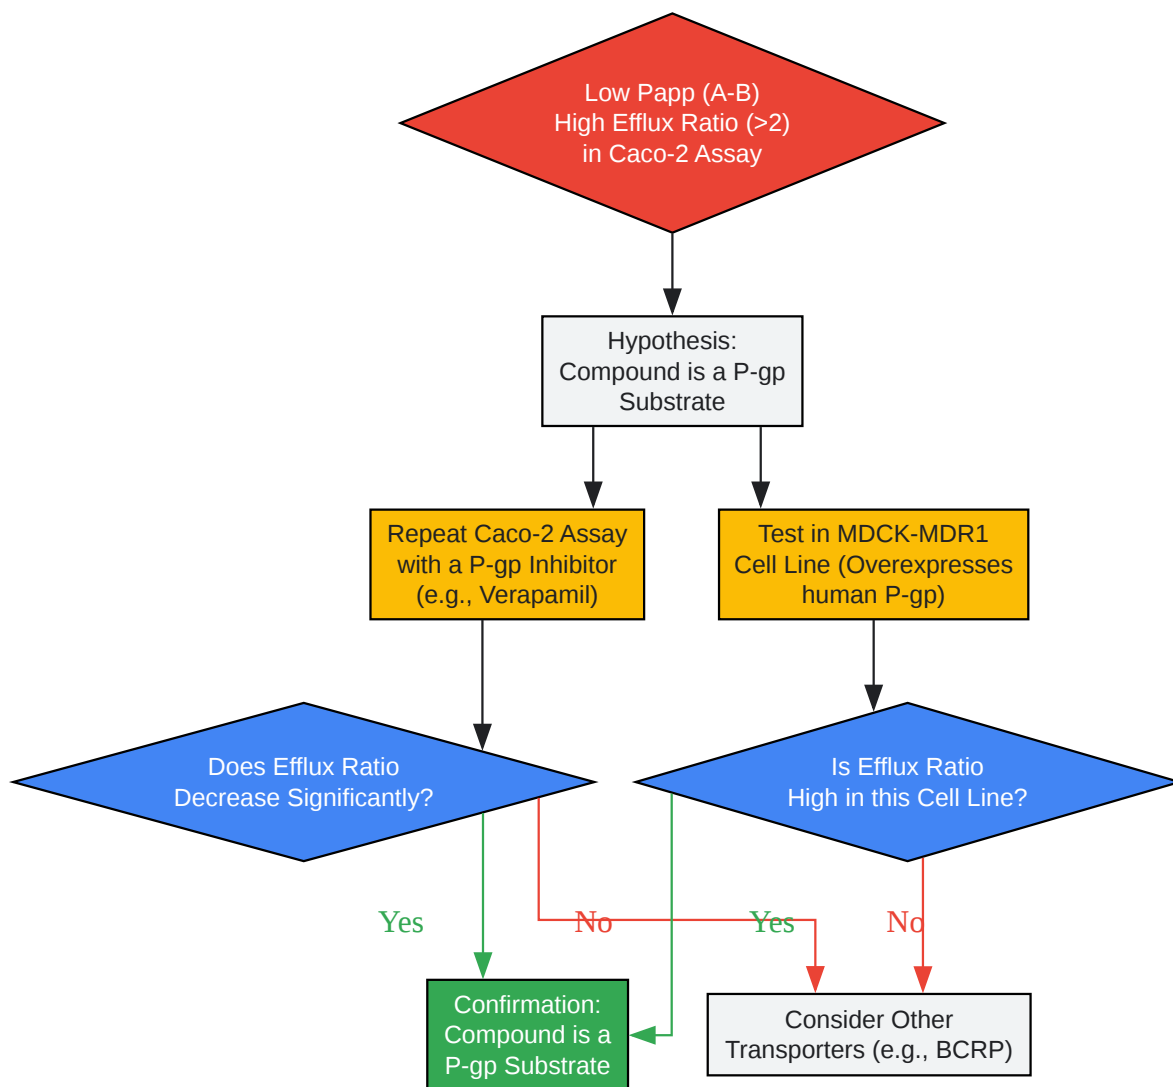 Low Papp (A-B)
High Efflux Ratio (>2)
in Caco-2 Assay
Hypothesis:
Compound is a P-gp
Substrate
Repeat Caco-2 Assay
with a P-gp Inhibitor
(e.g., Verapamil)
Test in MDCK-MDR1
Cell Line (Overexpresses
human P-gp)
Does Efflux Ratio
Decrease Significantly?
Is Efflux Ratio
High in this Cell Line?
Yes
No
Yes
No
Confirmation:
Compound is a
P-gp Substrate
Consider Other
Transporters (e.g., BCRP)